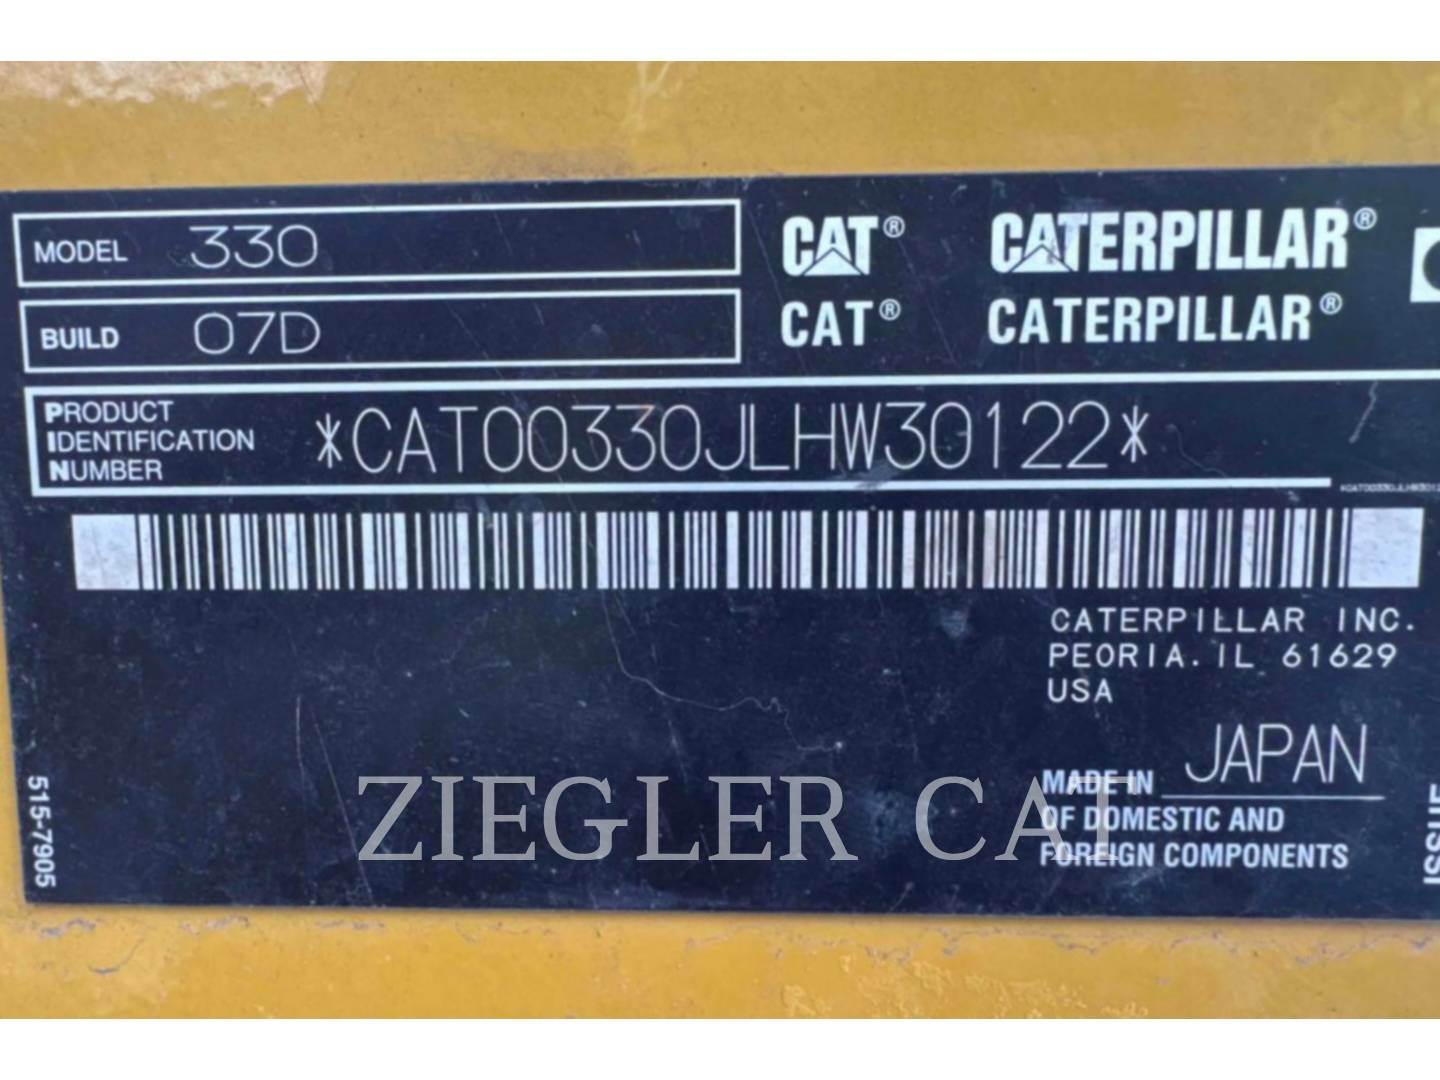 MODEL 330
BUILD 07D
CAT® CATERPILLAR®
CAT® CATERPILLAR®
PRODUCT
IDENTIFICATION
NUMBER
*CAT00330JLHW30122*
*CAT00330JLHW3012
CATERPILLAR INC.
PEORIA. IL 61629
USA
MADE IN JAPAN
OF DOMESTIC AND
FOREIGN COMPONENTS
515-7905
ZIEGLER CAT